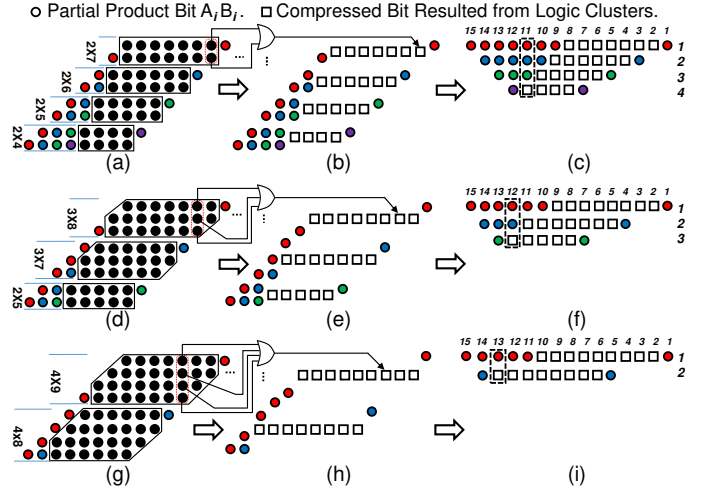 Partial Product Bit AᵢBᵢ. Compressed Bit Resulted from Logic Clusters.
2X7
2X6
2X5
2X4
...
...
15 14 13 12 11 10 9 8 7 6 5 4 3 2 1
1
2
3
4
(a) (b) (c)
3X8
3X7
2X5
...
...
15 14 13 12 11 10 9 8 7 6 5 4 3 2 1
1
2
3
(d) (e) (f)
4X9
4x8
...
...
15 14 13 12 11 10 9 8 7 6 5 4 3 2 1
1
2
(g) (h) (i)